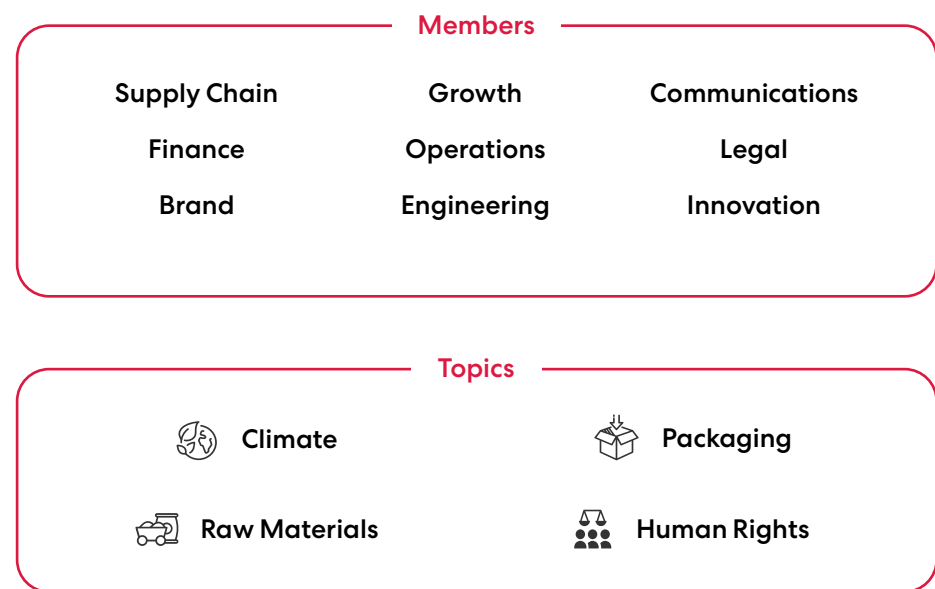 Members
Supply Chain Growth Communications
Finance Operations Legal
Brand Engineering Innovation
Topics
Climate Packaging
Raw Materials Human Rights